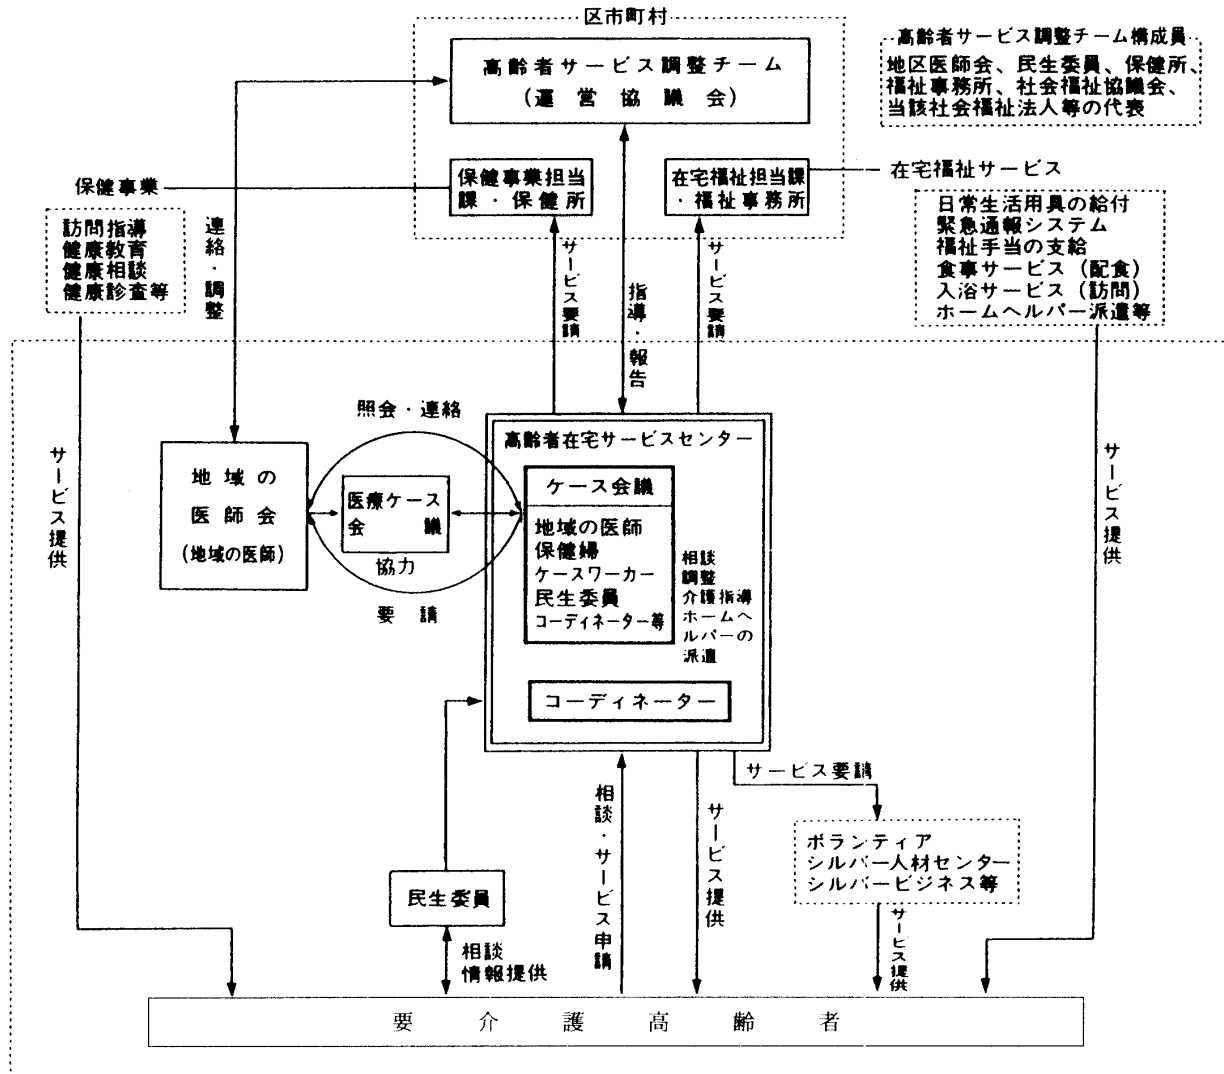 区市町村
高齢者サービス調整チーム
(運営協議会)
高齢者サービス調整チーム構成員
地区医師会、民生委員、保健所、
福祉事務所、社会福祉協議会、
当該社会福祉法人等の代表
保健事業
保健事業担当
課・保健所
在宅福祉担当課
・福祉事務所
在宅福祉サービス
訪問指導
健康教育
健康相談
健康診査等
日常生活用具の給付
緊急通報システム
福祉手当の支給
食事サービス(配食)
入浴サービス(訪問)
ホームヘルパー派遣等
連絡・調整
サービス要請
指導・報告
サービス要請
照会・連絡
高齢者在宅サービスセンター
地域の
医師会
(地域の医師)
医療ケース
会議
協力
要請
ケース会議
地域の医師
保健婦
ケースワーカー
民生委員
コーディネーター等
相談
調整
介護指導
ホームヘ
ルパーの
派遣
コーディネーター
サービス提供
サービス提供
サービス要請
相談・サービス申請
サービス提供
ボランティア
シルバー人材センター
シルバービジネス等
民生委員
相談
情報提供
サービス提供
要介護高齢者